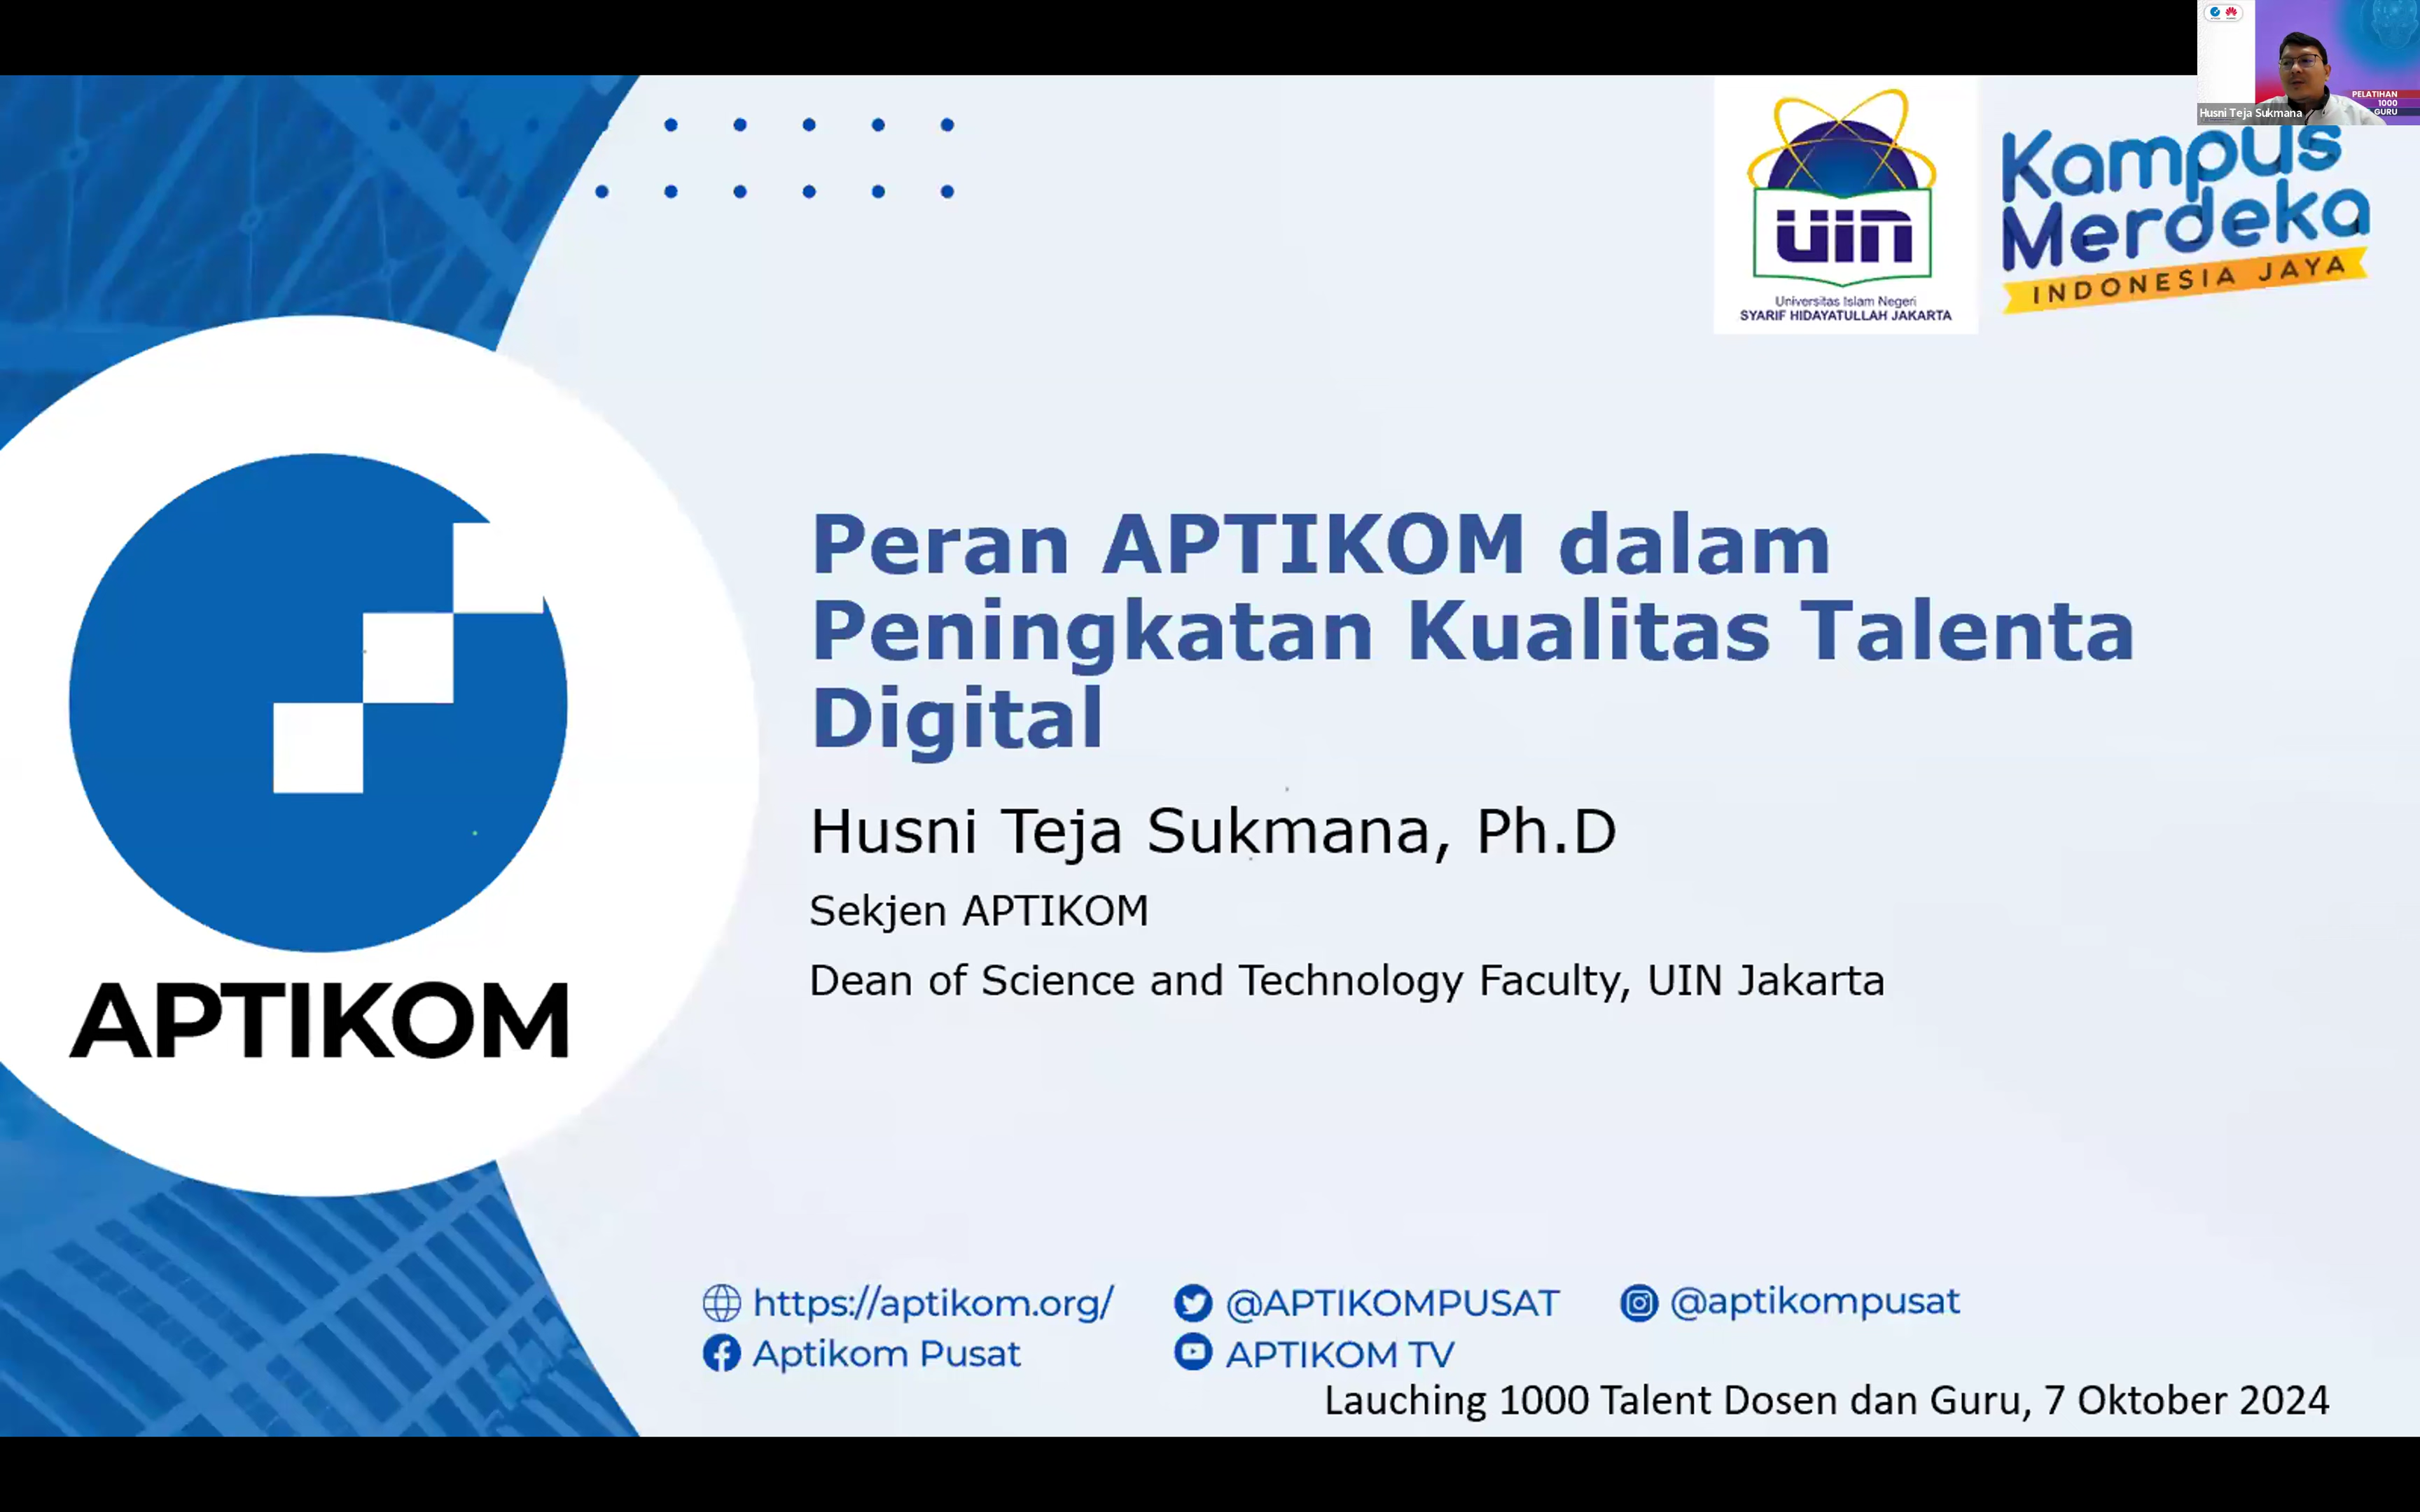 PELATIHAN
1000
GURU
Husni Teja Sukmana
uin
Universitas Islam Negeri
SYARIF HIDAYATULLAH JAKARTA
Kampus
Merdeka
INDONESIA JAYA
APTIKOM
Peran APTIKOM dalam
Peningkatan Kualitas Talenta
Digital
Husni Teja Sukmana, Ph.D
Sekjen APTIKOM
Dean of Science and Technology Faculty, UIN Jakarta
https://aptikom.org/
@APTIKOMPUSAT
@aptikompusat
Aptikom Pusat
APTIKOM TV
Lauching 1000 Talent Dosen dan Guru, 7 Oktober 2024